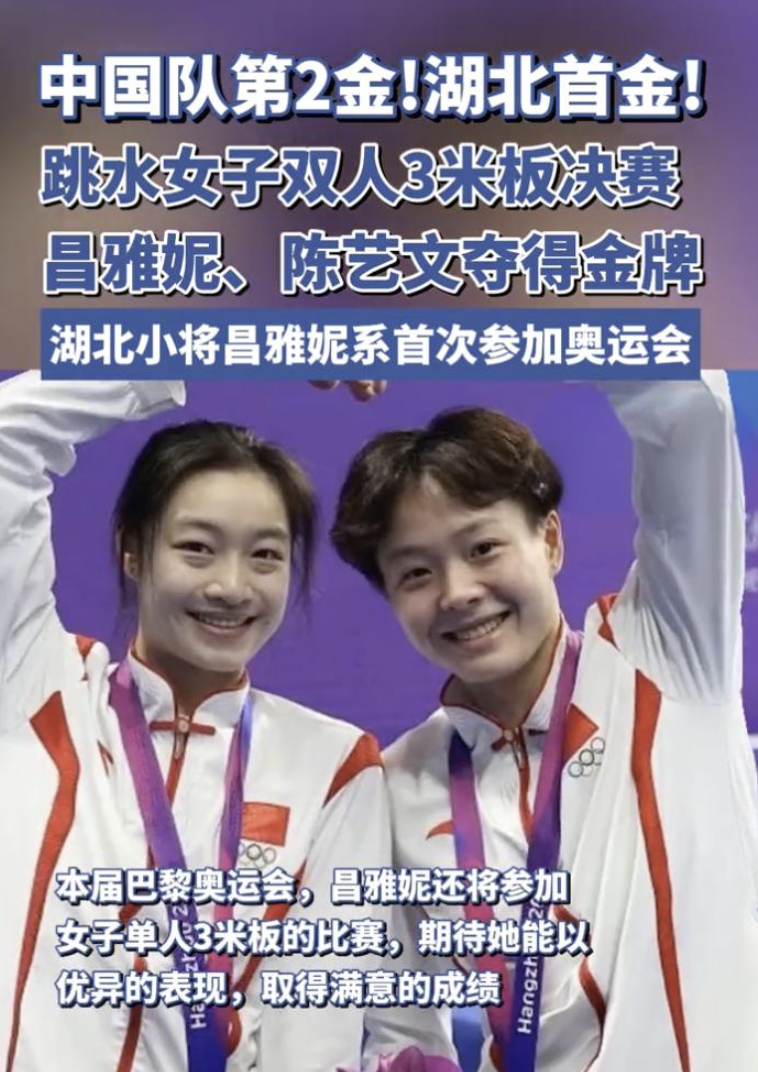 中国队第2金!湖北首金!
跳水女子双人3米板决赛
昌雅妮、陈艺文夺得金牌
湖北小将昌雅妮系首次参加奥运会
本届巴黎奥运会，昌雅妮还将参加
女子单人3米板的比赛，期待她能以
优异的表现，取得满意的成绩
Hangzhou 2
Hangzhou 2